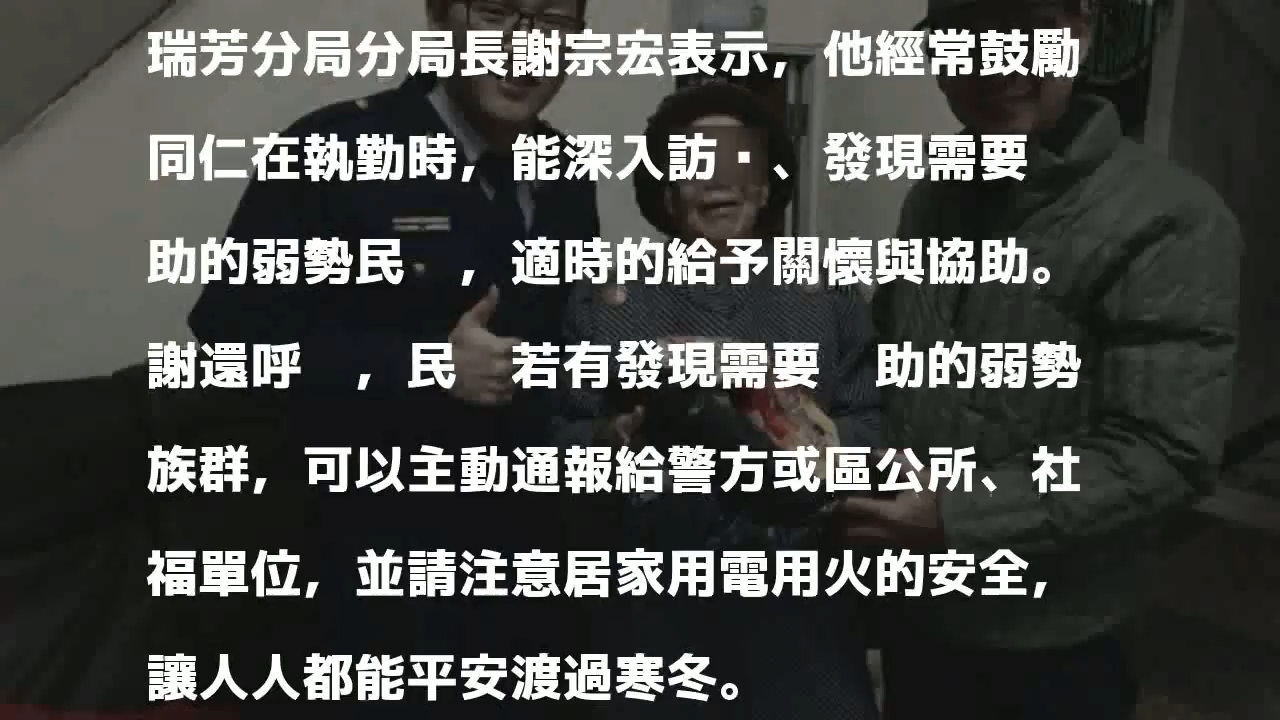 瑞芳分局分局長謝宗宏表示，他經常鼓勵
同仁在執勤時，能深入訪▪、發現需要
助的弱勢民　，適時的給予關懷與協助。
謝還呼　，民　若有發現需要　助的弱勢
族群，可以主動通報給警方或區公所、社
福單位，並請注意居家用電用火的安全，
讓人人都能平安渡過寒冬。